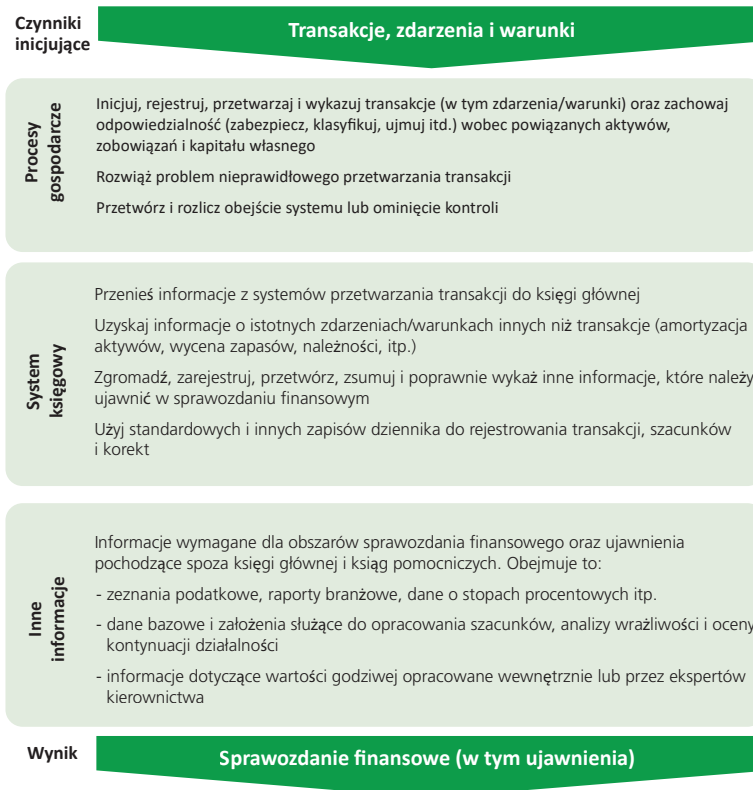 Czynniki
inicjujące
Transakcje, zdarzenia i warunki
Procesy
gospodarcze
Inicjuj, rejestruj, przetwarzaj i wykazuj transakcje (w tym zdarzenia/warunki) oraz zachowaj
odpowiedzialność (zabezpiecz, klasyfikuj, ujmuj itd.) wobec powiązanych aktywów,
zobowiązań i kapitału własnego
Rozwiąż problem nieprawidłowego przetwarzania transakcji
Przetwórz i rozlicz obejście systemu lub ominięcie kontroli
System
księgowy
Przenieś informacje z systemów przetwarzania transakcji do księgi głównej
Uzyskaj informacje o istotnych zdarzeniach/warunkach innych niż transakcje (amortyzacja
aktywów, wycena zapasów, należności, itp.)
Zgromadź, zarejestruj, przetwórz, zsumuj i poprawnie wykaż inne informacje, które należy
ujawnić w sprawozdaniu finansowym
Użyj standardowych i innych zapisów dziennika do rejestrowania transakcji, szacunków
i korekt
Inne
informacje
Informacje wymagane dla obszarów sprawozdania finansowego oraz ujawnienia
pochodzące spoza księgi głównej i ksiąg pomocniczych. Obejmuje to:
- zeznania podatkowe, raporty branżowe, dane o stopach procentowych itp.
- dane bazowe i założenia służące do opracowania szacunków, analizy wrażliwości i oceny
kontynuacji działalności
- informacje dotyczące wartości godziwej opracowane wewnętrznie lub przez ekspertów
kierownictwa
Wynik
Sprawozdanie finansowe (w tym ujawnienia)